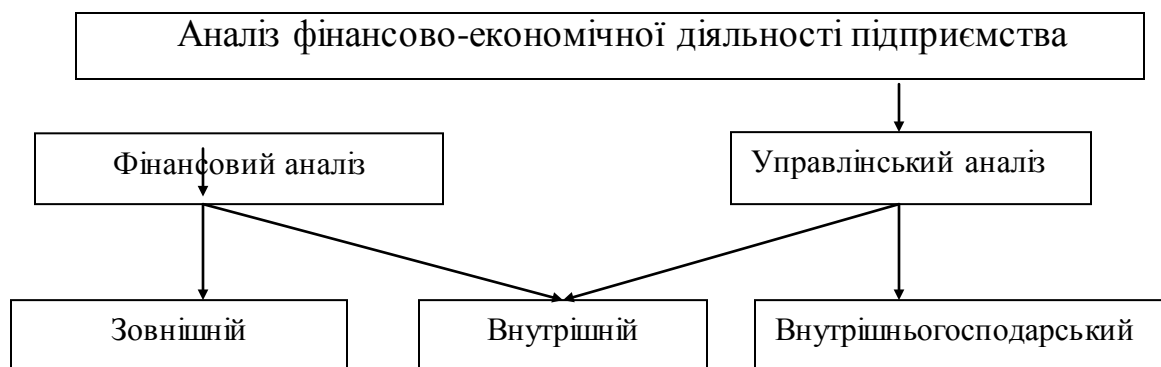 Аналіз фінансово-економічної діяльності підприємства
Фінансовий аналіз
Управлінський аналіз
Зовнішній
Внутрішній
Внутрішньогосподарський